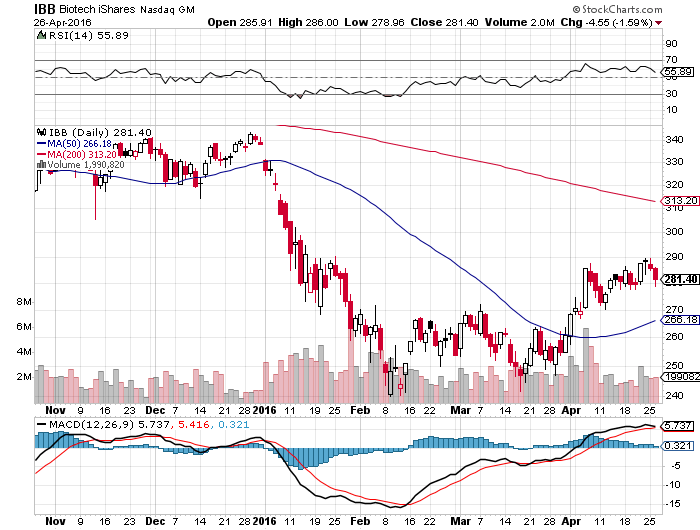 IBB Biotech iShares Nasdaq GM © StockCharts.com
26-Apr-2016 Open 285.91 High 286.00 Low 278.96 Close 281.40 Volume 2.0M Chg -4.55 (-1.59%)
RSI(14) 55.89
90
70
55.89
30
10
IBB (Daily) 281.40
MA(50) 266.18
MA(200) 313.20
Volume 1,990,820
340
330
320
313.20
310
300
290
281.40
270
266.18
260
250
240
8M
6M
4M
2M
199082
Nov 9 16 23 Dec 7 14 21 28 2016 11 19 25 Feb 8 16 22 Mar 7 14 21 28 Apr 11 18 25
MACD(12,26,9) 5.737, 5.416, 0.321
5.737
0.321
-5
-10
-15
Nov 9 16 23 Dec 7 14 21 28 2016 11 19 25 Feb 8 16 22 Mar 7 14 21 28 Apr 11 18 25